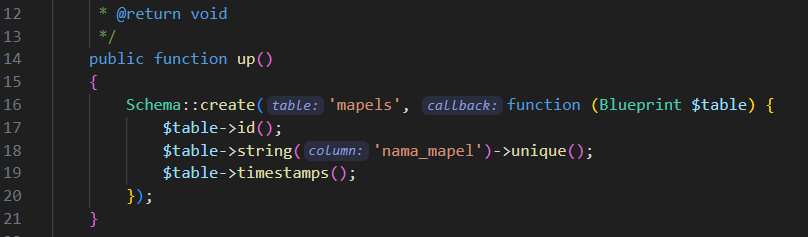 12 * @return void
13 */
14 public function up()
15 {
16 Schema::create( table: 'mapels', callback: function (Blueprint $table) {
17 $table->id();
18 $table->string( column: 'nama_mapel')->unique();
19 $table->timestamps();
20 });
21 }